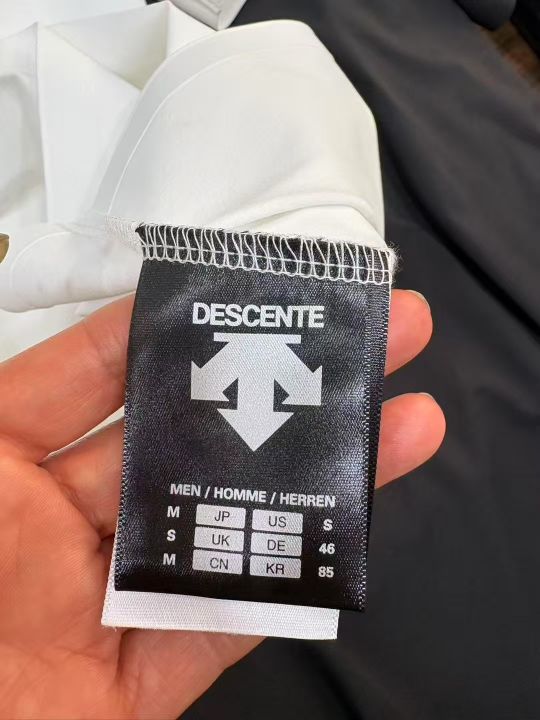 DESCENTE
MEN / HOMME / HERREN
M JP US S
S UK DE 46
M CN KR 85